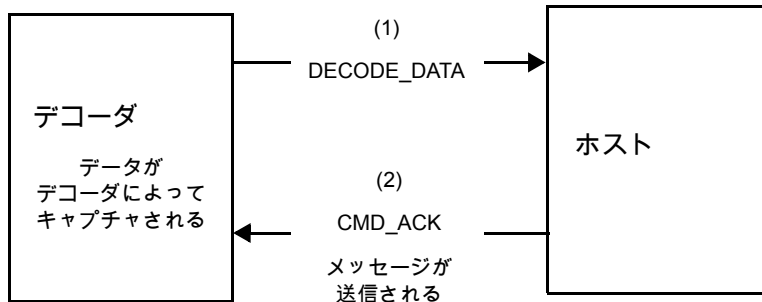 デコーダ
データが
デコーダによって
キャプチャされる
(1)
DECODE_DATA
(2)
CMD_ACK
メッセージが
送信される
ホスト